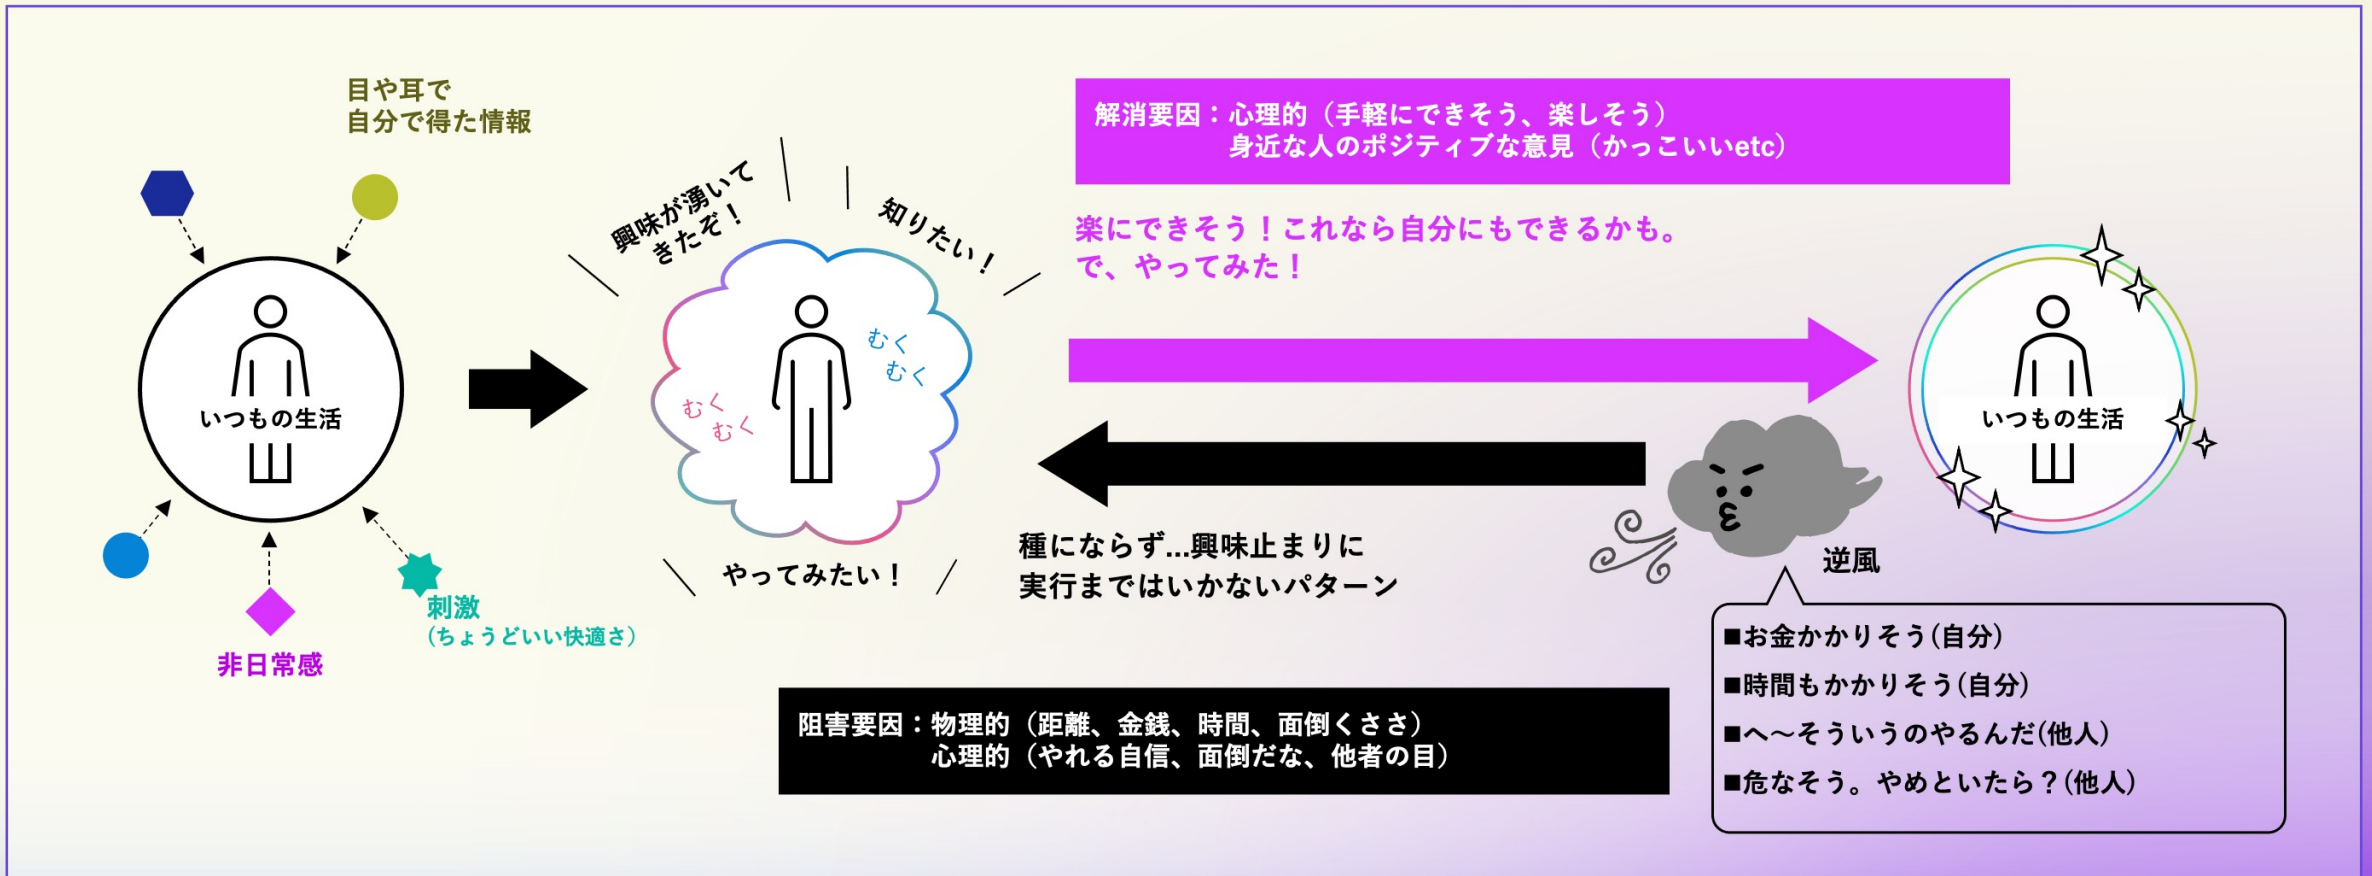 目や耳で
自分で得た情報
いつもの生活
非日常感
刺激
(ちょうどいい快適さ)
興味が湧いて
きたぞ！
知りたい！
むく
むく
むく
むく
やってみたい！
解消要因：心理的（手軽にできそう、楽しそう）
身近な人のポジティブな意見（かっこいいetc）
楽にできそう！これなら自分にもできるかも。
で、やってみた！
種にならず...興味止まりに
実行まではいかないパターン
阻害要因：物理的（距離、金銭、時間、面倒くささ）
心理的（やれる自信、面倒だな、他者の目）
いつもの生活
逆風
■お金かかりそう(自分)
■時間もかかりそう(自分)
■へ〜そういうのやるんだ(他人)
■危なそう。やめといたら？(他人)